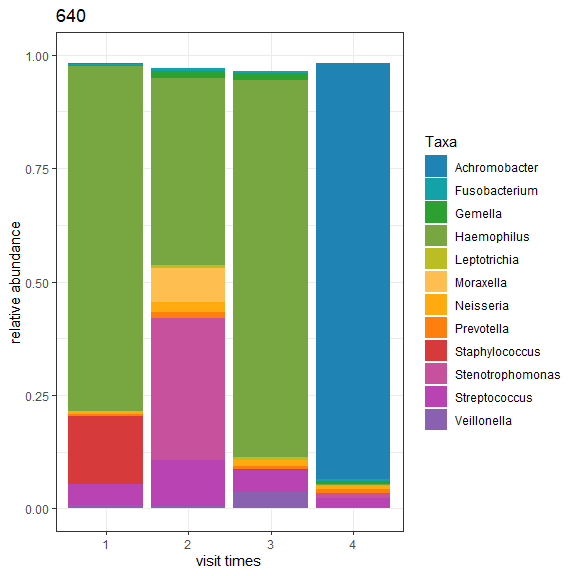 640
1.00
0.75
0.50
0.25
0.00
relative abundance
1 2 3 4
visit times
Taxa
Achromobacter
Fusobacterium
Gemella
Haemophilus
Leptotrichia
Moraxella
Neisseria
Prevotella
Staphylococcus
Stenotrophomonas
Streptococcus
Veillonella